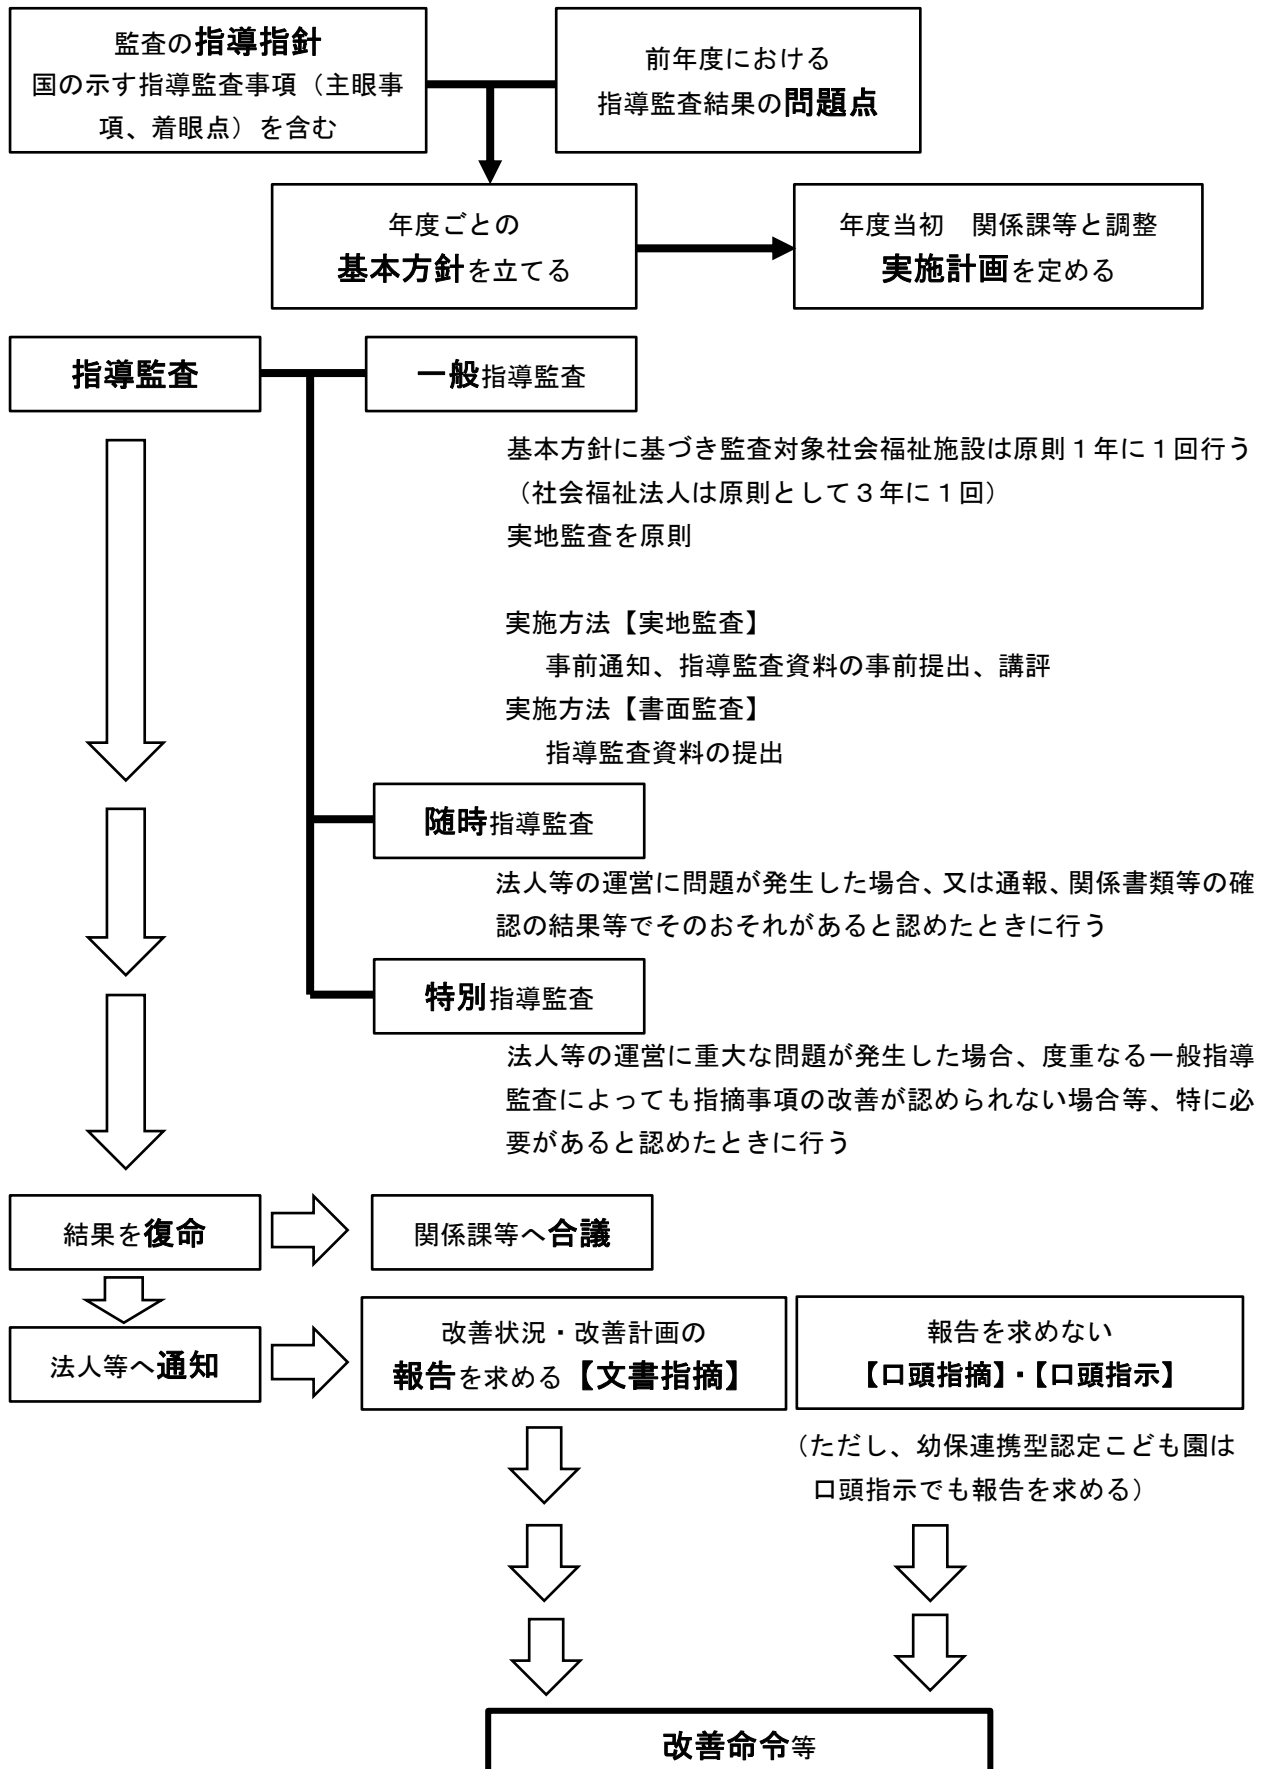 監査の指導指針
国の示す指導監査事項（主眼事
項、着眼点）を含む
前年度における
指導監査結果の問題点
年度ごとの
基本方針を立てる
年度当初　関係課等と調整
実施計画を定める
指導監査
一般指導監査
基本方針に基づき監査対象社会福祉施設は原則１年に１回行う
（社会福祉法人は原則として３年に１回）
実地監査を原則
実施方法【実地監査】
事前通知、指導監査資料の事前提出、講評
実施方法【書面監査】
指導監査資料の提出
随時指導監査
法人等の運営に問題が発生した場合、又は通報、関係書類等の確
認の結果等でそのおそれがあると認めたときに行う
特別指導監査
法人等の運営に重大な問題が発生した場合、度重なる一般指導
監査によっても指摘事項の改善が認められない場合等、特に必
要があると認めたときに行う
結果を復命
関係課等へ合議
法人等へ通知
改善状況・改善計画の
報告を求める【文書指摘】
報告を求めない
【口頭指摘】・【口頭指示】
（ただし、幼保連携型認定こども園は
口頭指示でも報告を求める）
改善命令等